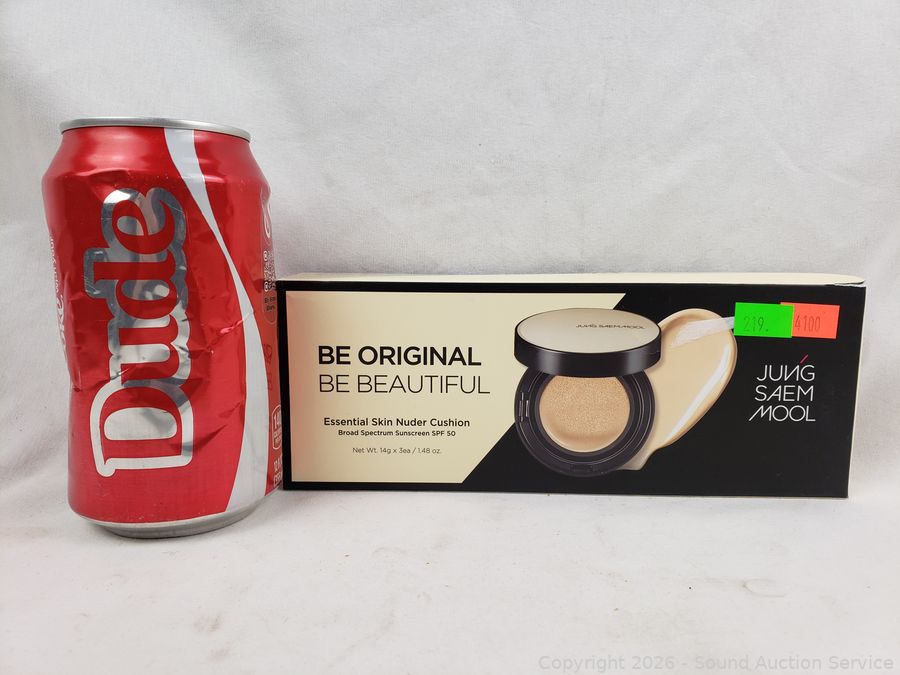 Dude
BE ORIGINAL
BE BEAUTIFUL
Essential Skin Nuder Cushion
Broad Spectrum Sunscreen SPF 50
Net Wt. 14g x 3ea / 1.48 oz.
JUNG SAEM MOOL
219.
4100
JUNG
SAEM
MOOL
Copyright 2026 - Sound Auction Service